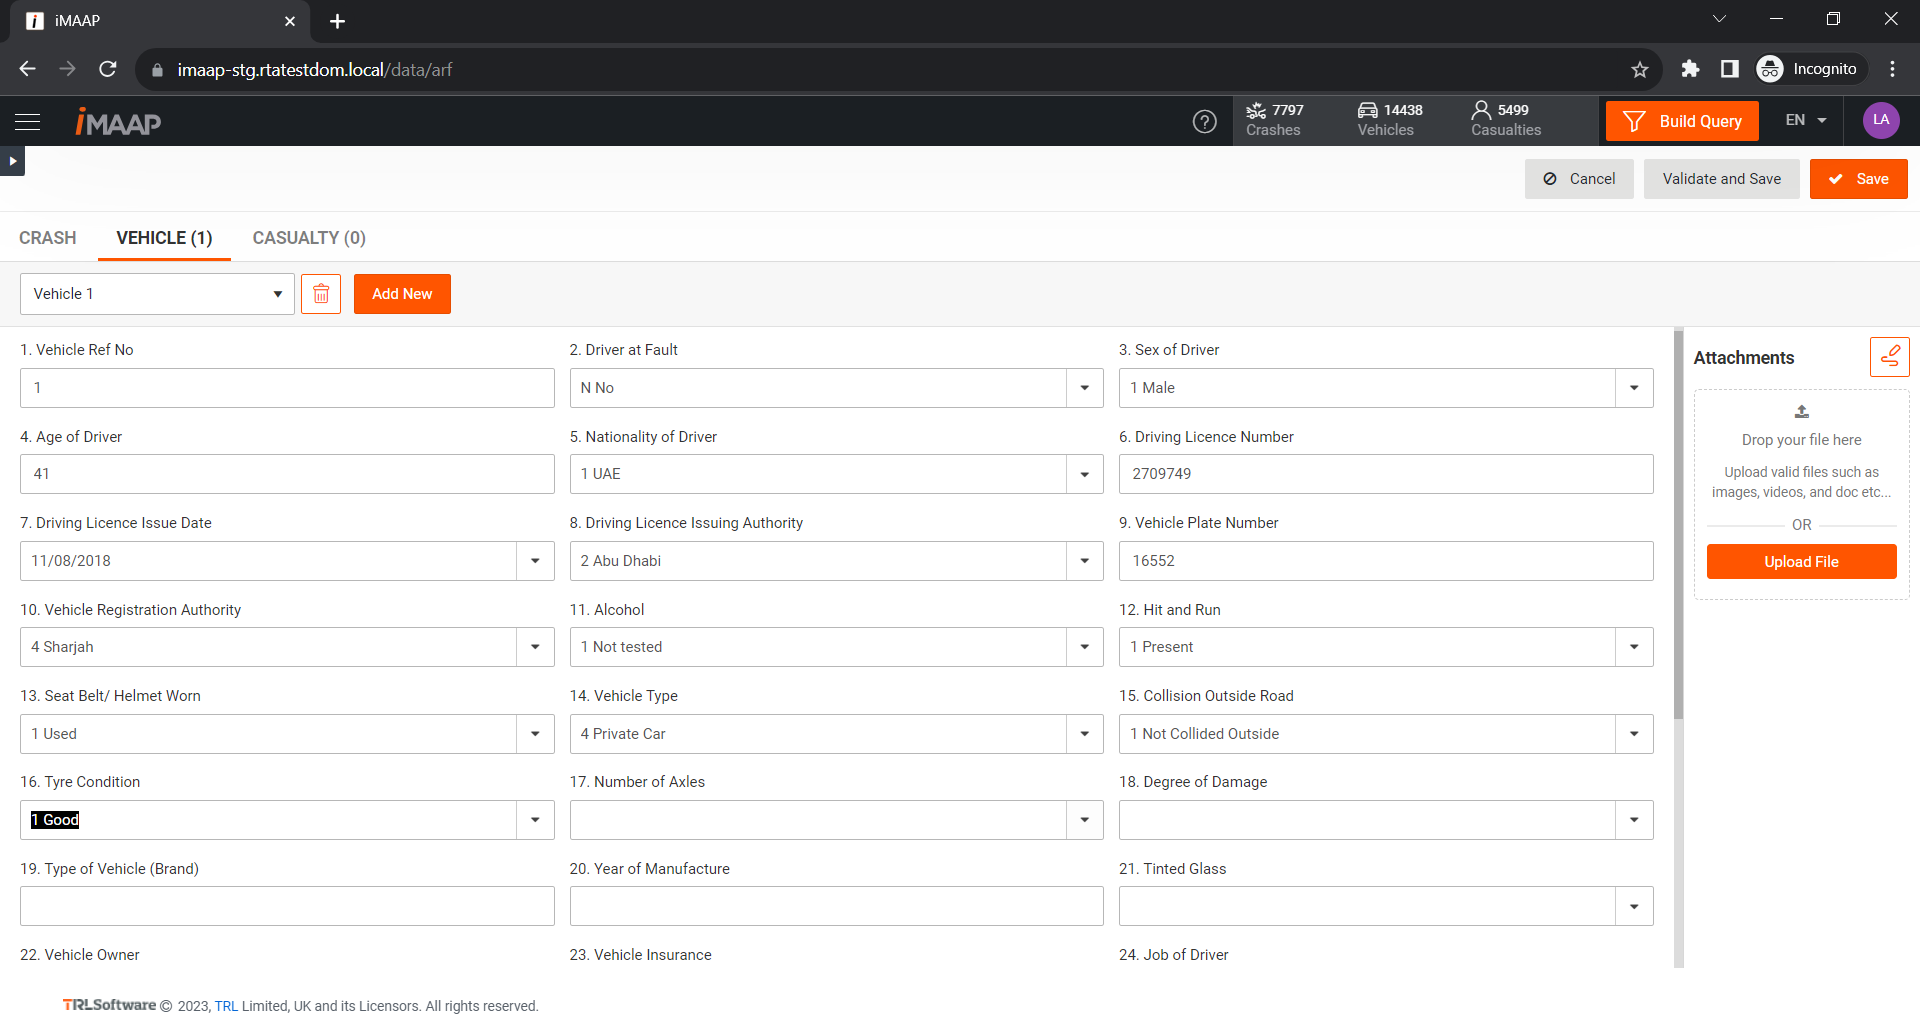 iMAAP
imaap-stg.rtatestdom.local/data/arf
Incognito
iMAAP
7797
Crashes
14438
Vehicles
5499
Casualties
Build Query
EN
LA
Cancel
Validate and Save
Save
CRASH
VEHICLE (1)
CASUALTY (0)
Vehicle 1
Add New
1. Vehicle Ref No
2. Driver at Fault
3. Sex of Driver
1
N No
1 Male
4. Age of Driver
5. Nationality of Driver
6. Driving Licence Number
41
1 UAE
2709749
7. Driving Licence Issue Date
8. Driving Licence Issuing Authority
9. Vehicle Plate Number
11/08/2018
2 Abu Dhabi
16552
10. Vehicle Registration Authority
11. Alcohol
12. Hit and Run
4 Sharjah
1 Not tested
1 Present
13. Seat Belt/ Helmet Worn
14. Vehicle Type
15. Collision Outside Road
1 Used
4 Private Car
1 Not Collided Outside
16. Tyre Condition
17. Number of Axles
18. Degree of Damage
1 Good
19. Type of Vehicle (Brand)
20. Year of Manufacture
21. Tinted Glass
22. Vehicle Owner
23. Vehicle Insurance
24. Job of Driver
Attachments
Drop your file here
Upload valid files such as
images, videos, and doc etc...
OR
Upload File
TRLSoftware © 2023, TRL Limited, UK and its Licensors. All rights reserved.